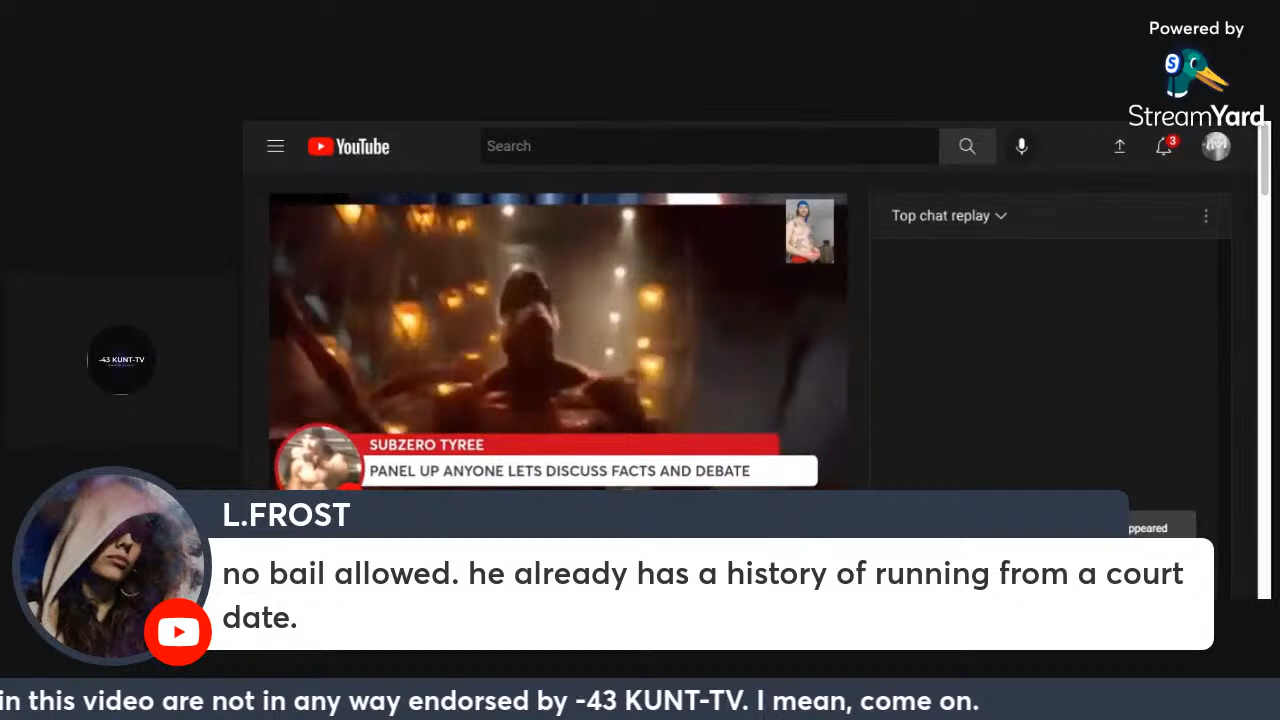 Powered by
StreamYard
YouTube
Search
3
Top chat replay
-43 KUNT-TV
SUBZERO TYREE
PANEL UP ANYONE LETS DISCUSS FACTS AND DEBATE
ppeared
L.FROST
no bail allowed. he already has a history of running from a court
date.
in this video are not in any way endorsed by -43 KUNT-TV. I mean, come on.